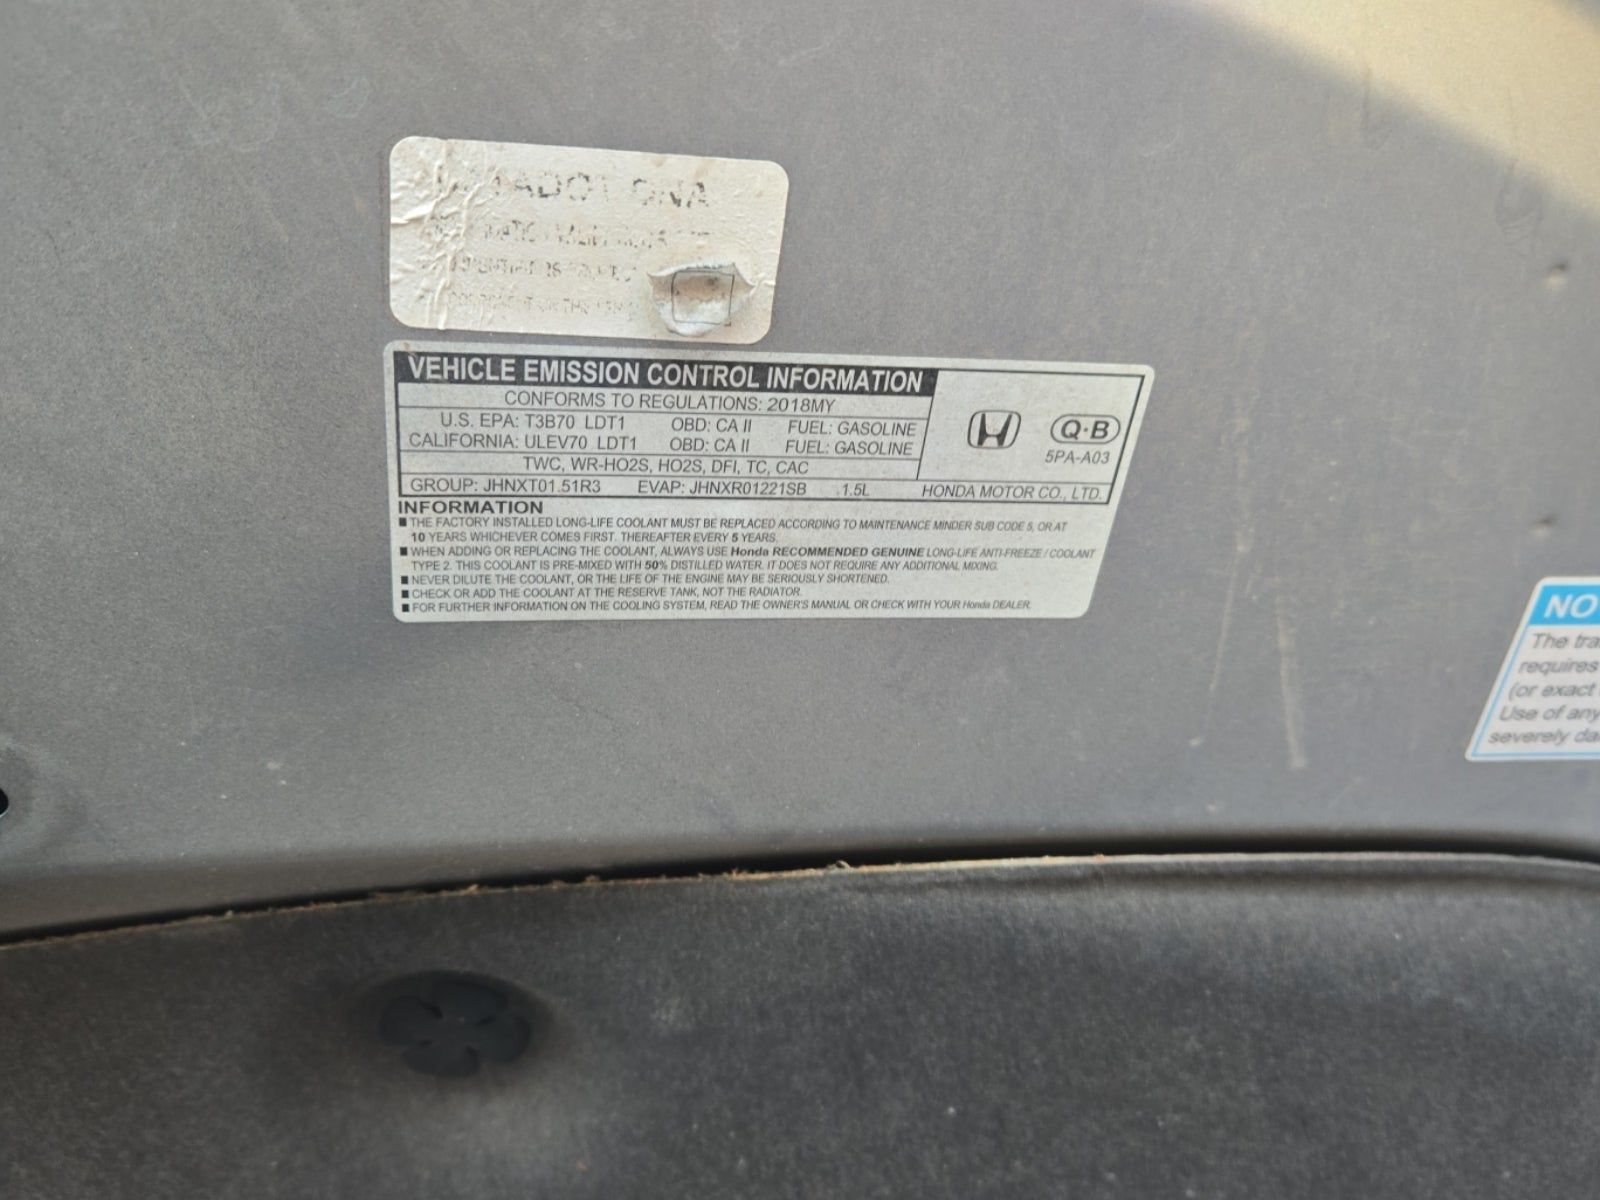 VEHICLE EMISSION CONTROL INFORMATION
CONFORMS TO REGULATIONS: 2018MY
U.S. EPA: T3B70 LDT1 OBD: CA II FUEL: GASOLINE
CALIFORNIA: ULEV70 LDT1 OBD: CA II FUEL: GASOLINE
TWC, WR-HO2S, HO2S, DFI, TC, CAC
Q·B
5PA-A03
GROUP: JHNXT01.51R3 EVAP: JHNXR01221SB 1.5L HONDA MOTOR CO., LTD.
INFORMATION
■ THE FACTORY INSTALLED LONG-LIFE COOLANT MUST BE REPLACED ACCORDING TO MAINTENANCE MINDER SUB CODE 5, OR AT
10 YEARS WHICHEVER COMES FIRST. THEREAFTER EVERY 5 YEARS.
■ WHEN ADDING OR REPLACING THE COOLANT, ALWAYS USE Honda RECOMMENDED GENUINE LONG-LIFE ANTI-FREEZE / COOLANT
TYPE 2. THIS COOLANT IS PRE-MIXED WITH 50% DISTILLED WATER. IT DOES NOT REQUIRE ANY ADDITIONAL MIXING.
■ NEVER DILUTE THE COOLANT, OR THE LIFE OF THE ENGINE MAY BE SERIOUSLY SHORTENED.
■ CHECK OR ADD THE COOLANT AT THE RESERVE TANK, NOT THE RADIATOR.
■ FOR FURTHER INFORMATION ON THE COOLING SYSTEM, READ THE OWNER'S MANUAL OR CHECK WITH YOUR Honda DEALER.
NO
The tra
requires
(or exact
Use of any
severely da